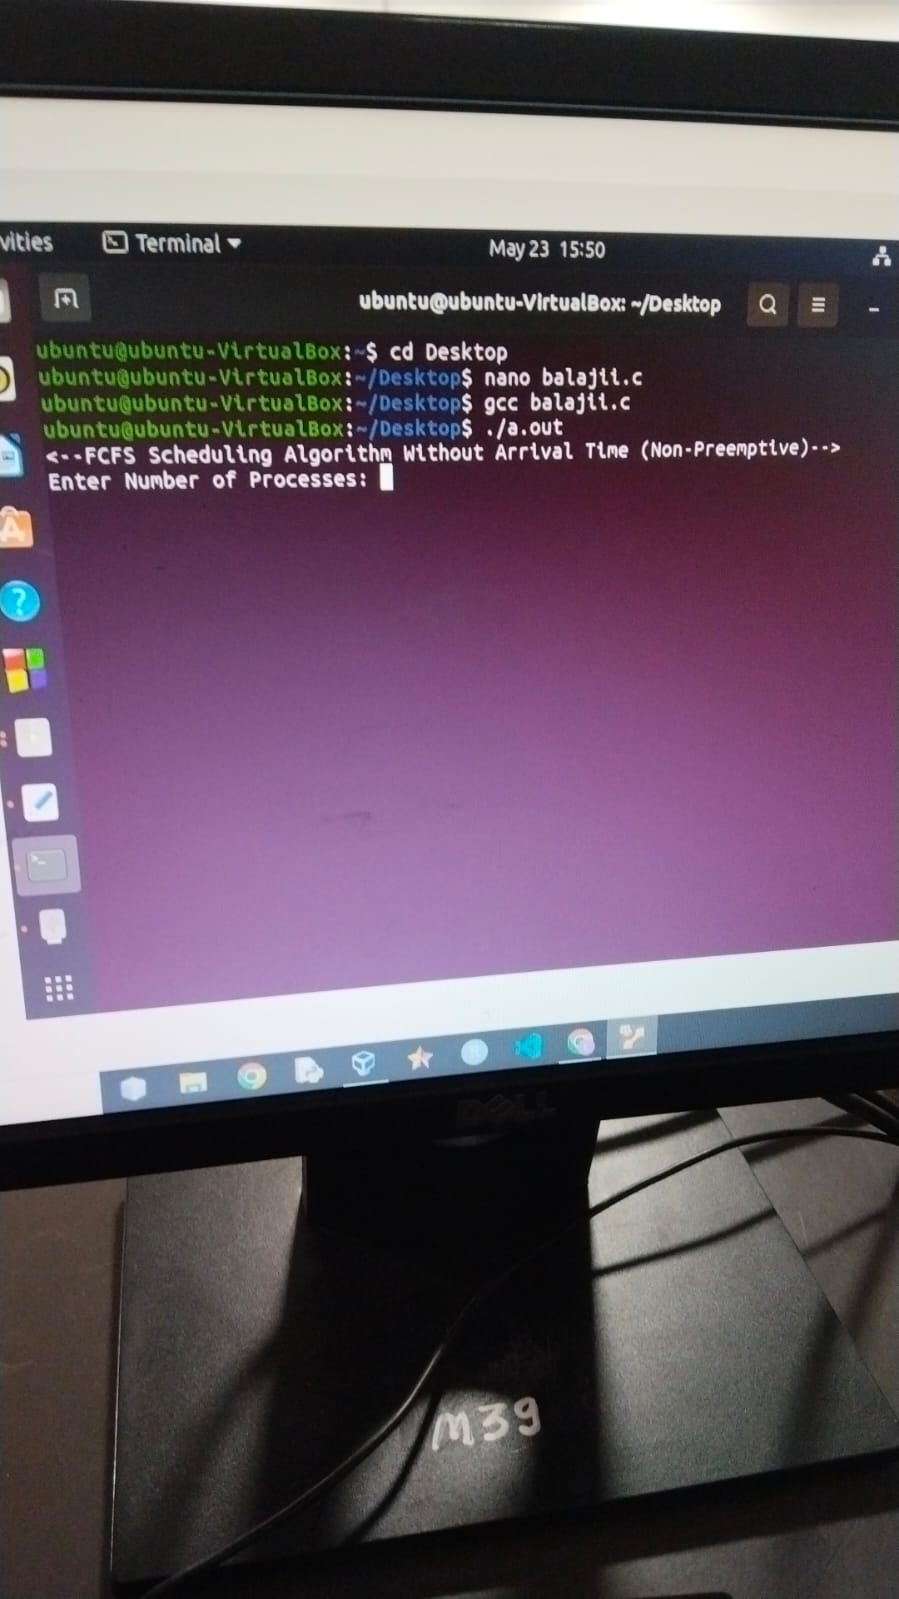 vities
Terminal
May 23 15:50
ubuntu@ubuntu-VirtualBox: ~/Desktop
ubuntu@ubuntu-VirtualBox:~$ cd Desktop
ubuntu@ubuntu-VirtualBox:~/Desktop$ nano balajii.c
ubuntu@ubuntu-VirtualBox:~/Desktop$ gcc balajii.c
ubuntu@ubuntu-VirtualBox:~/Desktop$ ./a.out
<--FCFS Scheduling Algorithm Without Arrival Time (Non-Preemptive)-->
Enter Number of Processes:
DELL
M39